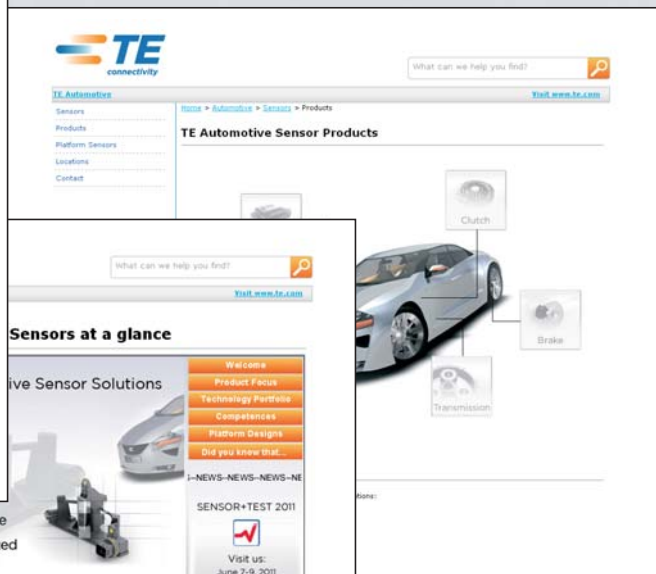 TE
connectivity
What can we help you find?
TE Automotive
Visit www.te.com
Sensors
Products
Platform Sensors
Locations
Contact
Home > Automotive > Sensors > Products
TE Automotive Sensor Products
Clutch
Brake
Transmission
What can we help you find?
Visit www.te.com
Sensors at a glance
ive Sensor Solutions
Welcome
Product Focus
Technology Portfolio
Competences
Platform Designs
Did you know that...
--NEWS--NEWS--NEWS--NE
SENSOR+TEST 2011
Visit us:
June 7-9, 2011
tions:
e
ed